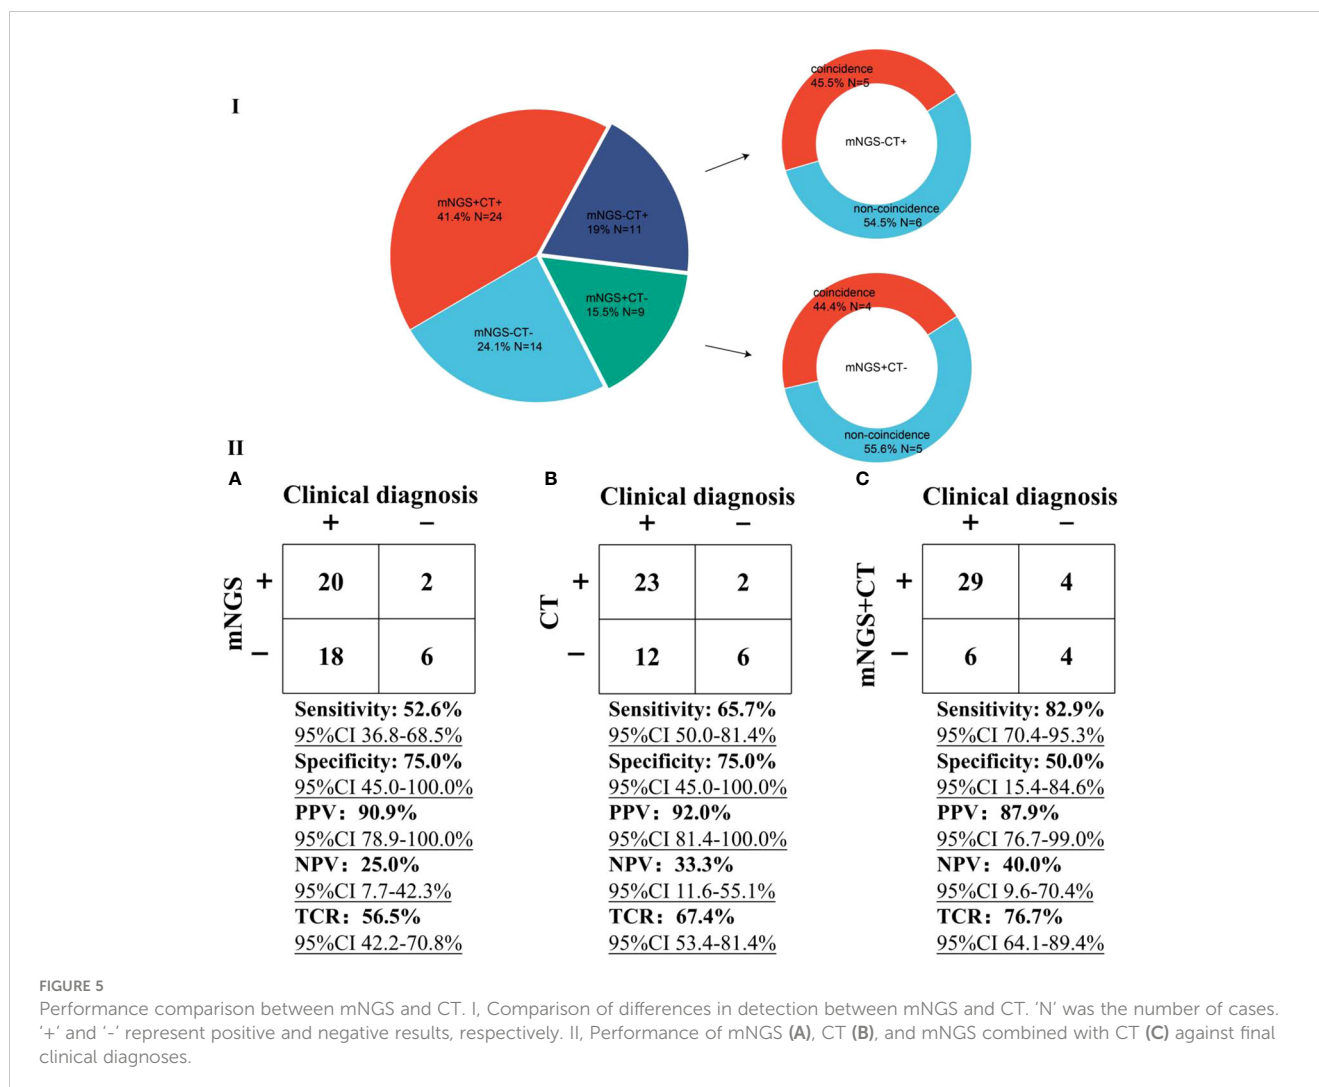 I
mNGS+CT+
41.4% N=24
mNGS-CT+
19% N=11
mNGS+CT-
15.5% N=9
mNGS-CT-
24.1% N=14
coincidence
45.5% N=5
mNGS-CT+
non-coincidence
54.5% N=6
coincidence
44.4% N=4
mNGS+CT-
non-coincidence
55.6% N=5
II
A
Clinical diagnosis
+ −
mNGS
+ 20 2
− 18 6
Sensitivity: 52.6%
95%CI 36.8-68.5%
Specificity: 75.0%
95%CI 45.0-100.0%
PPV：90.9%
95%CI 78.9-100.0%
NPV：25.0%
95%CI 7.7-42.3%
TCR：56.5%
95%CI 42.2-70.8%
B
Clinical diagnosis
+ −
CT
+ 23 2
− 12 6
Sensitivity: 65.7%
95%CI 50.0-81.4%
Specificity: 75.0%
95%CI 45.0-100.0%
PPV：92.0%
95%CI 81.4-100.0%
NPV：33.3%
95%CI 11.6-55.1%
TCR：67.4%
95%CI 53.4-81.4%
C
Clinical diagnosis
+ −
mNGS+CT
+ 29 4
− 6 4
Sensitivity: 82.9%
95%CI 70.4-95.3%
Specificity: 50.0%
95%CI 15.4-84.6%
PPV：87.9%
95%CI 76.7-99.0%
NPV：40.0%
95%CI 9.6-70.4%
TCR：76.7%
95%CI 64.1-89.4%
FIGURE 5
Performance comparison between mNGS and CT. I, Comparison of differences in detection between mNGS and CT. 'N' was the number of cases.
'+' and '-' represent positive and negative results, respectively. II, Performance of mNGS (A), CT (B), and mNGS combined with CT (C) against final
clinical diagnoses.